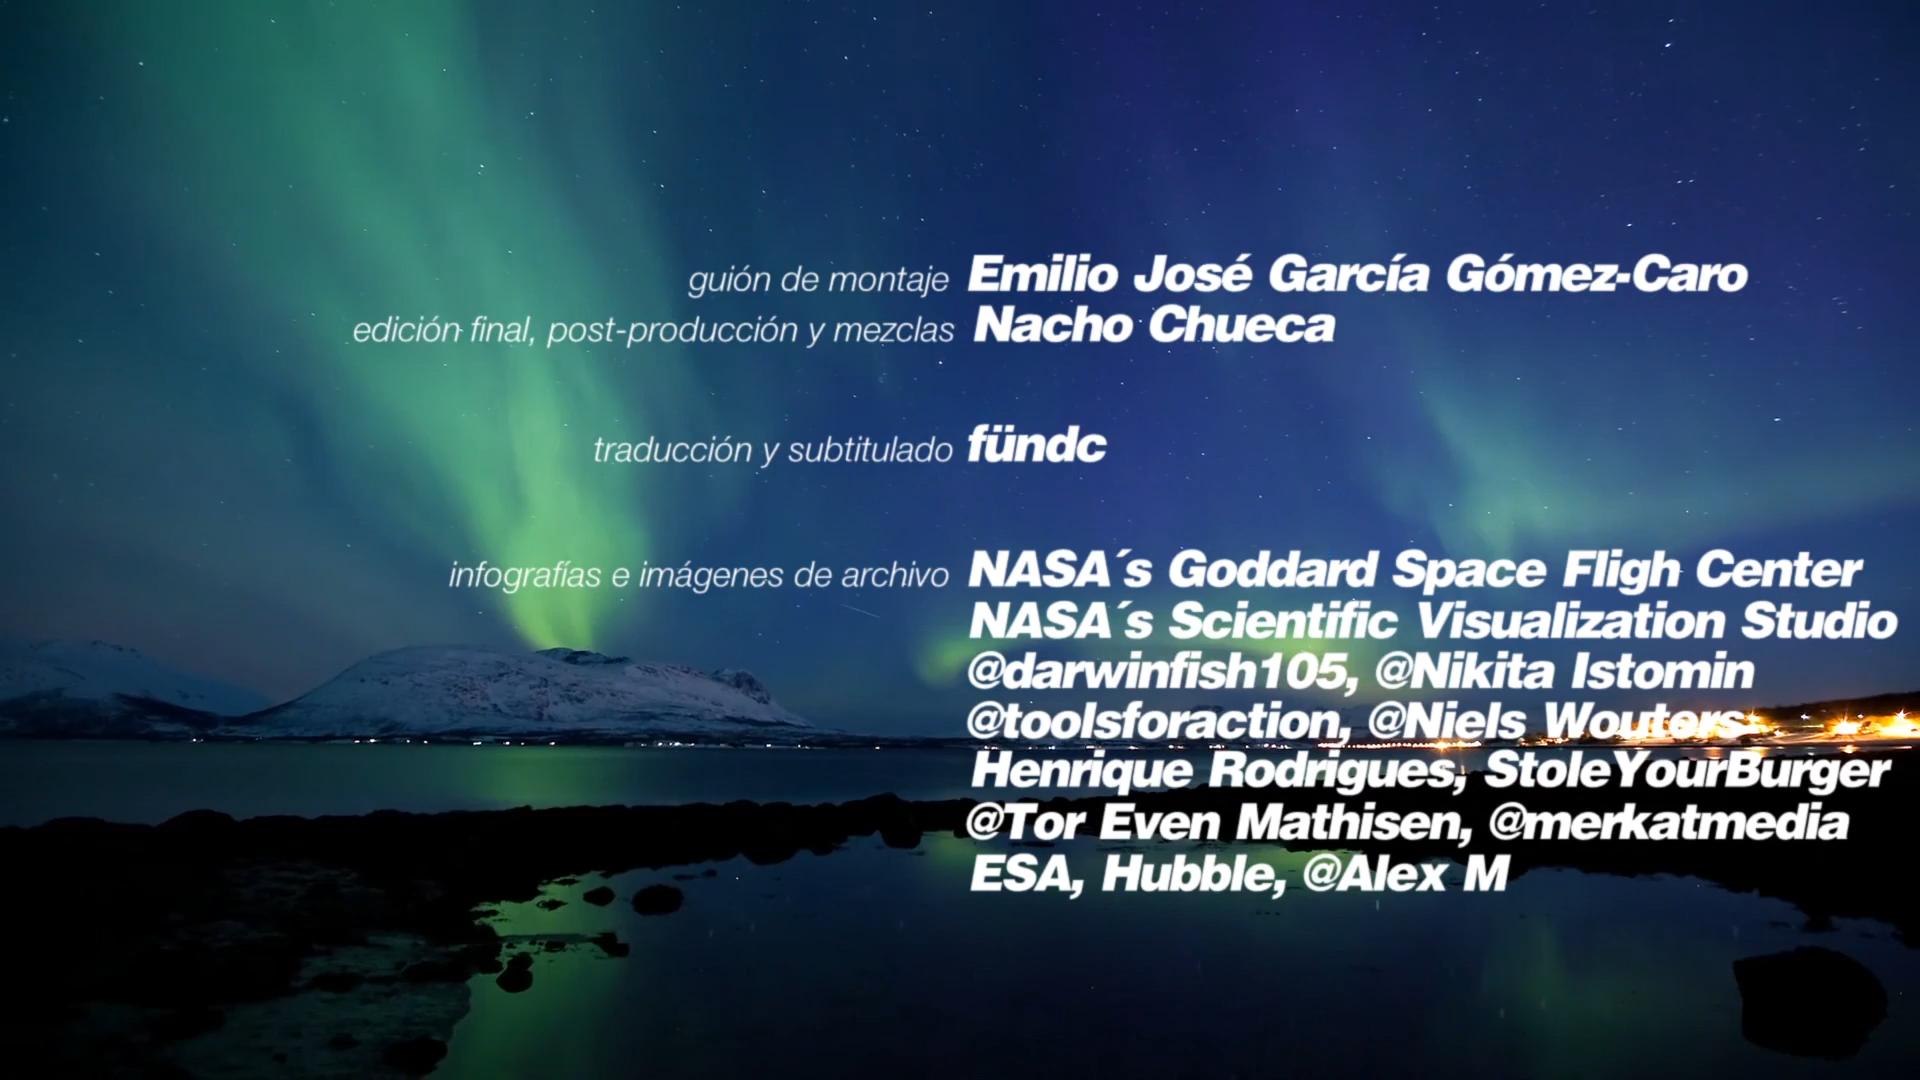 guión de montaje Emilio José García Gómez-Caro
edición final, post-producción y mezclas Nacho Chueca
traducción y subtitulado fündc
infografías e imágenes de archivo NASA´s Goddard Space Fligh Center
NASA´s Scientific Visualization Studio
@darwinfish105, @Nikita Istomin
@toolsforaction, @Niels Wouters
Henrique Rodrigues, StoleYourBurger
@Tor Even Mathisen, @merkatmedia
ESA, Hubble, @Alex M